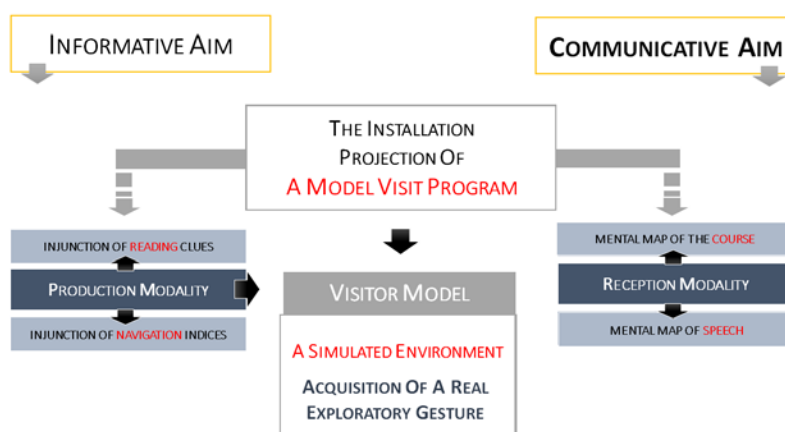 INFORMATIVE AIM
COMMUNICATIVE AIM
THE INSTALLATION
PROJECTION OF
A MODEL VISIT PROGRAM
INJUNCTION OF READING CLUES
PRODUCTION MODALITY
INJUNCTION OF NAVIGATION INDICES
VISITOR MODEL
A SIMULATED ENVIRONMENT
ACQUISITION OF A REAL
EXPLORATORY GESTURE
MENTAL MAP OF THE COURSE
RECEPTION MODALITY
MENTAL MAP OF SPEECH